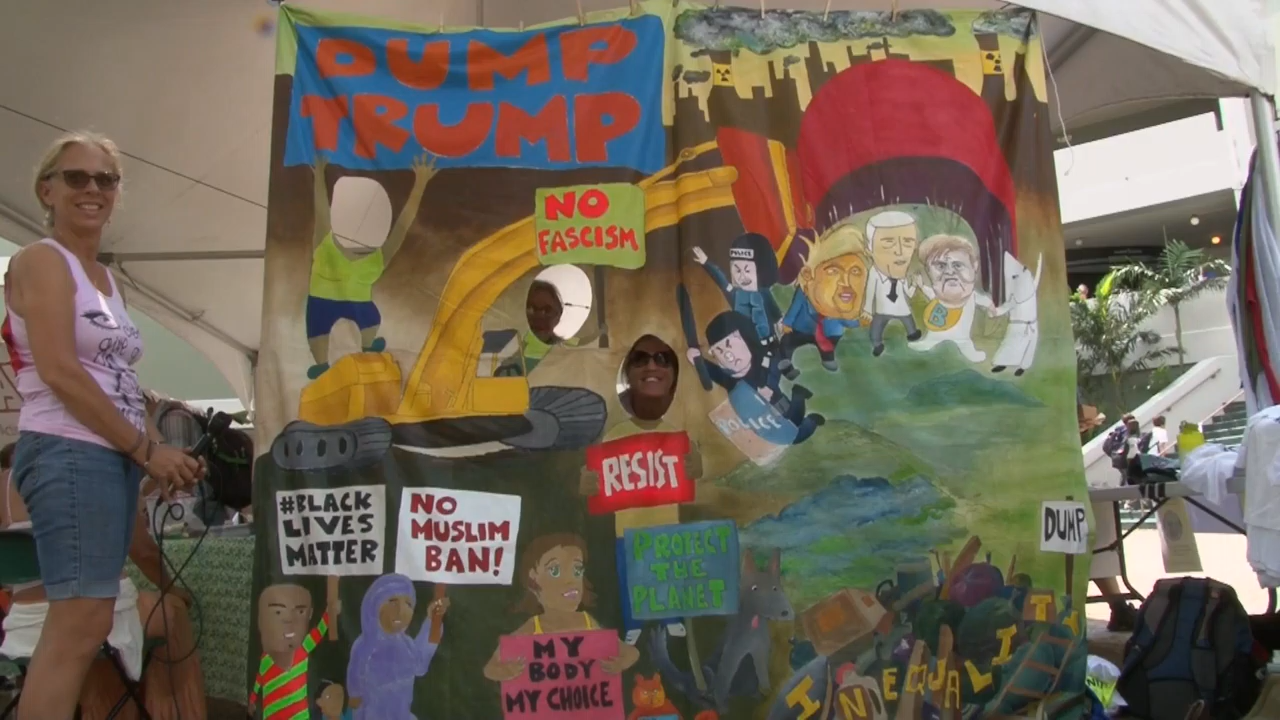 DUMP
TRUMP
NO
FASCISM
POLICE
RESIST
POLICE
#BLACK
LIVES
MATTER
NO
MUSLIM
BAN!
PROTECT
THE
PLANET
DUMP
MY
BODY
MY CHOICE
INEQUALITY